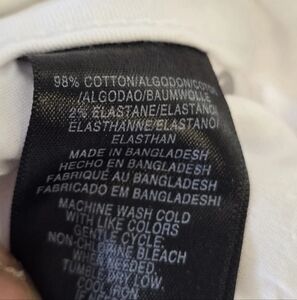 98% COTTON/ALGODON/COTON
/ALGODAO/BAUMWOLLE
2% ELASTANE/ELASTANO/
ELASTHANNE/ELASTANO/
ELASTHAN
MADE IN BANGLADESH
HECHO EN BANGLADESH
FABRIQUÉ AU BANGLADESH
FABRICADO EM BANGLADESH
MACHINE WASH COLD
WITH LIKE COLORS
GENTLE CYCLE.
NON-CHLORINE BLEACH
WHEN NEEDED.
TUMBLE DRY LOW.
COOL IRON